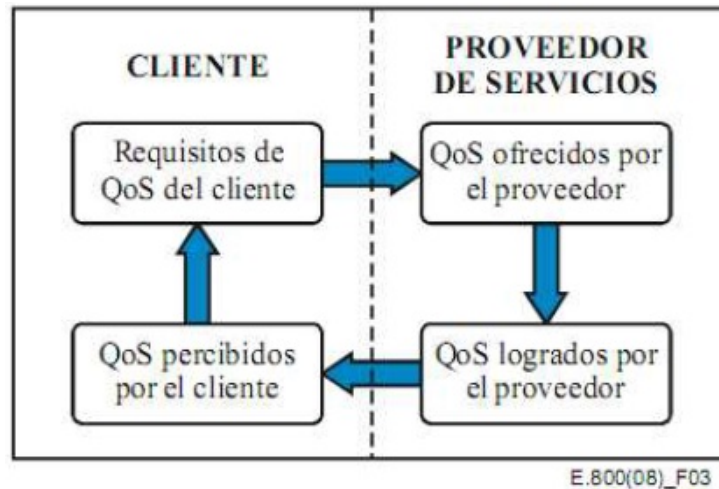 CLIENTE
PROVEEDOR
DE SERVICIOS
Requisitos de
QoS del cliente
QoS ofrecidos por
el proveedor
QoS percibidos
por el cliente
QoS logrados por
el proveedor
E.800(08)_F03